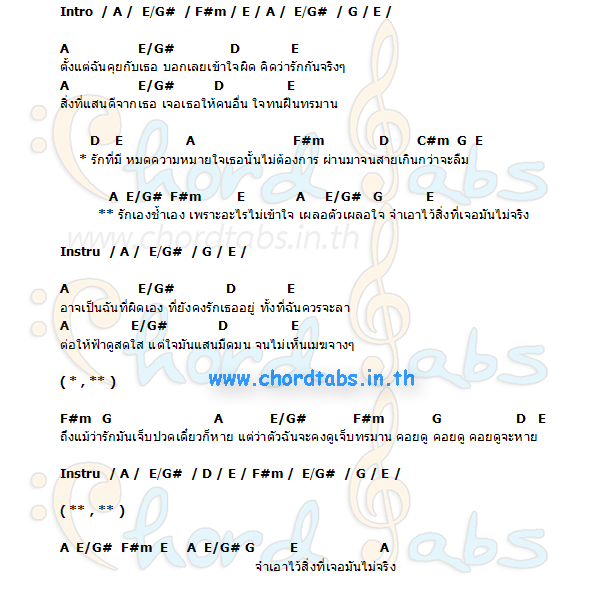 Intro / A / E/G# / F#m / E / A / E/G# / G / E /
A E/G# D E
ตั้งแต่ฉันคุยกับเธอ บอกเลยเข้าใจผิด คิดว่ารักกันจริงๆ
A E/G# D E
สิ่งที่แสนดีจากเธอ เจอเธอให้คนอื่น ใจทนฝืนทรมาน
D E A F#m D C#m G E
* รักที่มี หมดความหมายใจเธอนั้นไม่ต้องการ ผ่านมาจนสายเกินกว่าจะลืม
A E/G# F#m E A E/G# G E
** รักเองช้ำเอง เพราะอะไรไม่เข้าใจ เผลอตัวเผลอใจ จำเอาไว้สิ่งที่เจอมันไม่จริง
www.chordtabs.in.th
Instru / A / E/G# / G / E /
A E/G# D E
อาจเป็นฉันที่ผิดเอง ที่ยังคงรักเธออยู่ ทั้งที่ฉันควรจะลา
A E/G# D E
ต่อให้ฟ้าดูสดใส แต่ใจมันแสนมืดมน จนไม่เห็นเมฆจางๆ
( * , ** )
www.chordtabs.in.th
F#m G A E/G# F#m G D E
ถึงแม้ว่ารักมันเจ็บปวดเดี๋ยวก็หาย แต่ว่าตัวฉันจะคงดูเจ็บทรมาน คอยดู คอยดู คอยดูจะหาย
Instru / A / E/G# / D / E / F#m / E/G# / G / E /
( ** , ** )
A E/G# F#m E A E/G# G E A
จำเอาไว้สิ่งที่เจอมันไม่จริง